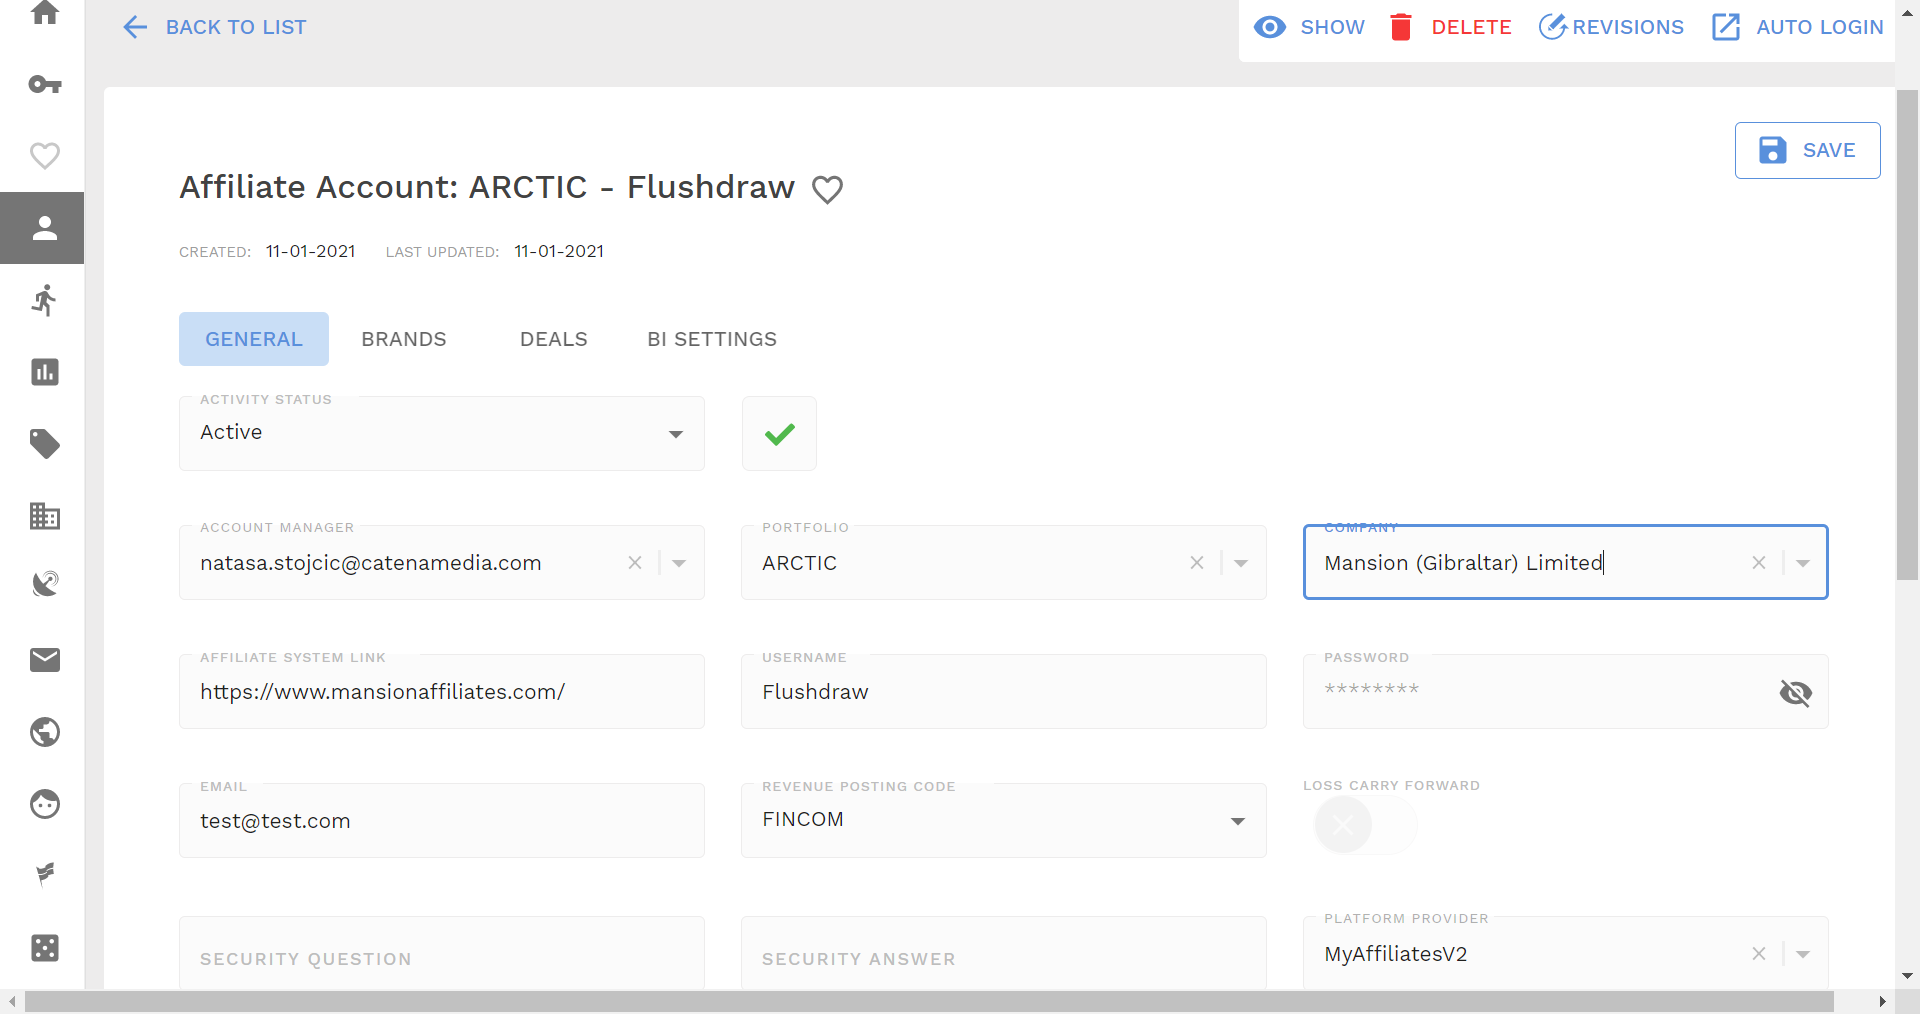 BACK TO LIST
SHOW
DELETE
REVISIONS
AUTO LOGIN
SAVE
Affiliate Account: ARCTIC - Flushdraw
CREATED: 11-01-2021 LAST UPDATED: 11-01-2021
GENERAL
BRANDS
DEALS
BI SETTINGS
ACTIVITY STATUS
Active
ACCOUNT MANAGER
natasa.stojcic@catenamedia.com
PORTFOLIO
ARCTIC
COMPANY
Mansion (Gibraltar) Limited
AFFILIATE SYSTEM LINK
https://www.mansionaffiliates.com/
USERNAME
Flushdraw
PASSWORD
********
EMAIL
test@test.com
REVENUE POSTING CODE
FINCOM
LOSS CARRY FORWARD
SECURITY QUESTION
SECURITY ANSWER
PLATFORM PROVIDER
MyAffiliatesV2